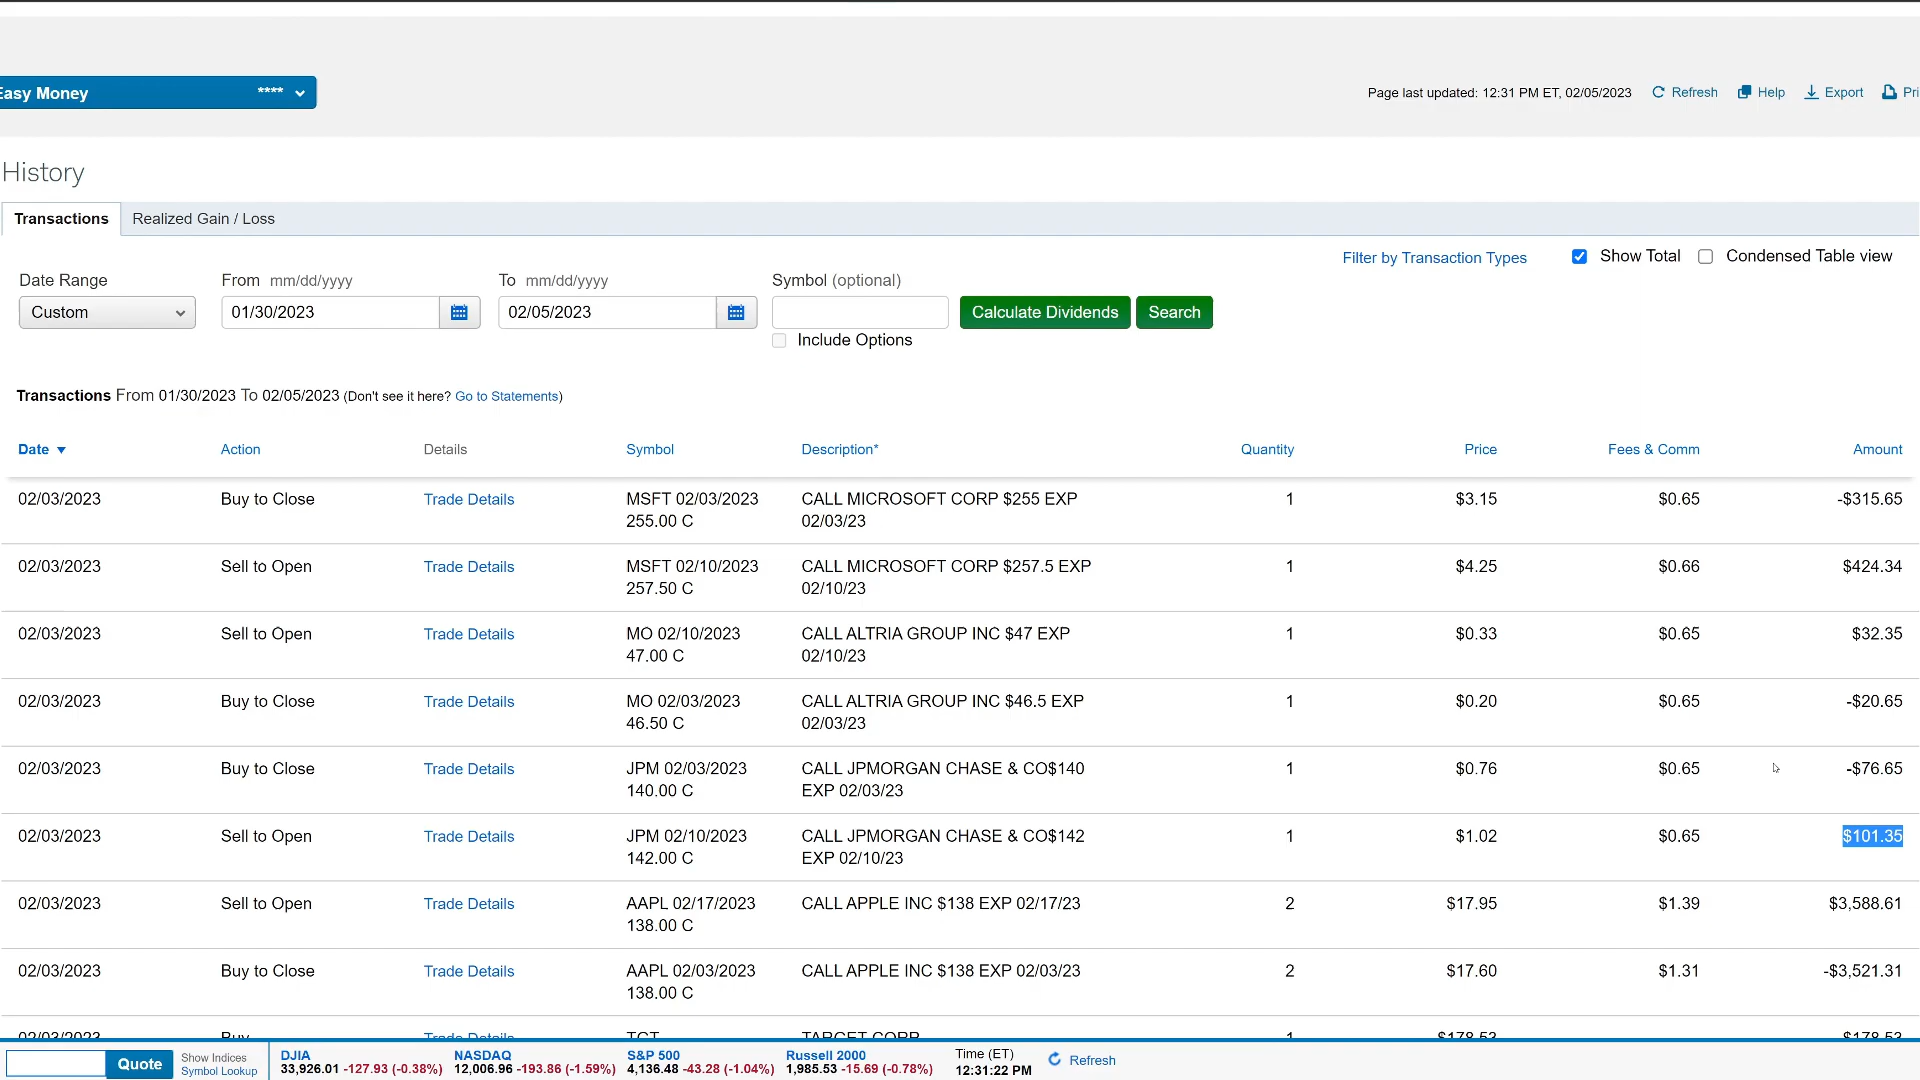 Easy Money **** 
Page last updated: 12:31 PM ET, 02/05/2023 Refresh Help Export Pri
History
Transactions Realized Gain / Loss
Filter by Transaction Types Show Total Condensed Table view
Date Range From mm/dd/yyyy To mm/dd/yyyy Symbol (optional)
Custom 01/30/2023 02/05/2023 Calculate Dividends Search
Include Options
Transactions From 01/30/2023 To 02/05/2023 (Don't see it here? Go to Statements)
Date Action Details Symbol Description* Quantity Price Fees & Comm Amount
02/03/2023 Buy to Close Trade Details MSFT 02/03/2023 CALL MICROSOFT CORP $255 EXP 1 $3.15 $0.65 -$315.65
255.00 C 02/03/23
02/03/2023 Sell to Open Trade Details MSFT 02/10/2023 CALL MICROSOFT CORP $257.5 EXP 1 $4.25 $0.66 $424.34
257.50 C 02/10/23
02/03/2023 Sell to Open Trade Details MO 02/10/2023 CALL ALTRIA GROUP INC $47 EXP 1 $0.33 $0.65 $32.35
47.00 C 02/10/23
02/03/2023 Buy to Close Trade Details MO 02/03/2023 CALL ALTRIA GROUP INC $46.5 EXP 1 $0.20 $0.65 -$20.65
46.50 C 02/03/23
02/03/2023 Buy to Close Trade Details JPM 02/03/2023 CALL JPMORGAN CHASE & CO$140 1 $0.76 $0.65 -$76.65
140.00 C EXP 02/03/23
02/03/2023 Sell to Open Trade Details JPM 02/10/2023 CALL JPMORGAN CHASE & CO$142 1 $1.02 $0.65 $101.35
142.00 C EXP 02/10/23
02/03/2023 Sell to Open Trade Details AAPL 02/17/2023 CALL APPLE INC $138 EXP 02/17/23 2 $17.95 $1.39 $3,588.61
138.00 C
02/03/2023 Buy to Close Trade Details AAPL 02/03/2023 CALL APPLE INC $138 EXP 02/03/23 2 $17.60 $1.31 -$3,521.31
138.00 C
02/03/2023 Buy Trade Details TGT TARGET CORP 1 $178.53 $178.53
Quote Show Indices DJIA NASDAQ S&P 500 Russell 2000 Time (ET) Refresh
Symbol Lookup 33,926.01 -127.93 (-0.38%) 12,006.96 -193.86 (-1.59%) 4,136.48 -43.28 (-1.04%) 1,985.53 -15.69 (-0.78%) 12:31:22 PM